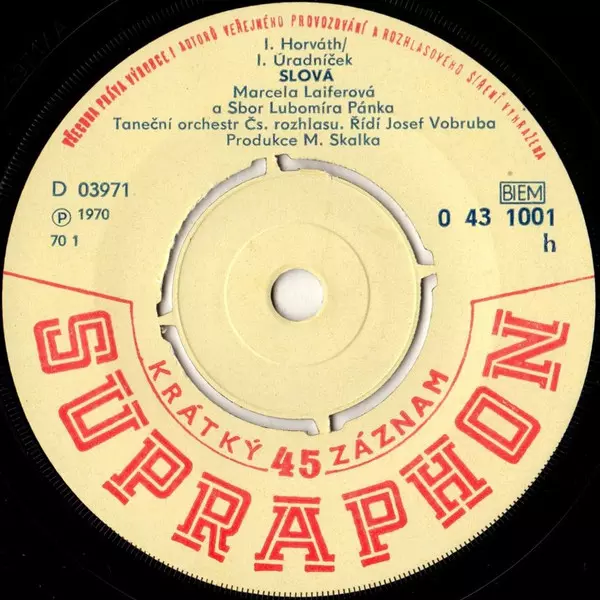 VŠECHNA PRÁVA VÝROBCE I AUTORŮ VEŘEJNÉHO PROVOZOVÁNÍ A ROZHLASOVÉHO ŠÍŘENÍ VYHRAŽENA
I. Horváth/
I. Úradníček
SLOVÁ
Marcela Laiferová
a Sbor Lubomíra Pánka
Taneční orchestr Čs. rozhlasu. Řídí Josef Vobruba
Produkce M. Skalka
D 03971
BIEM
℗ 1970
0 43 1001
70 1
h
KRÁTKÝ 45 ZÁZNAM
SUPRAPHON